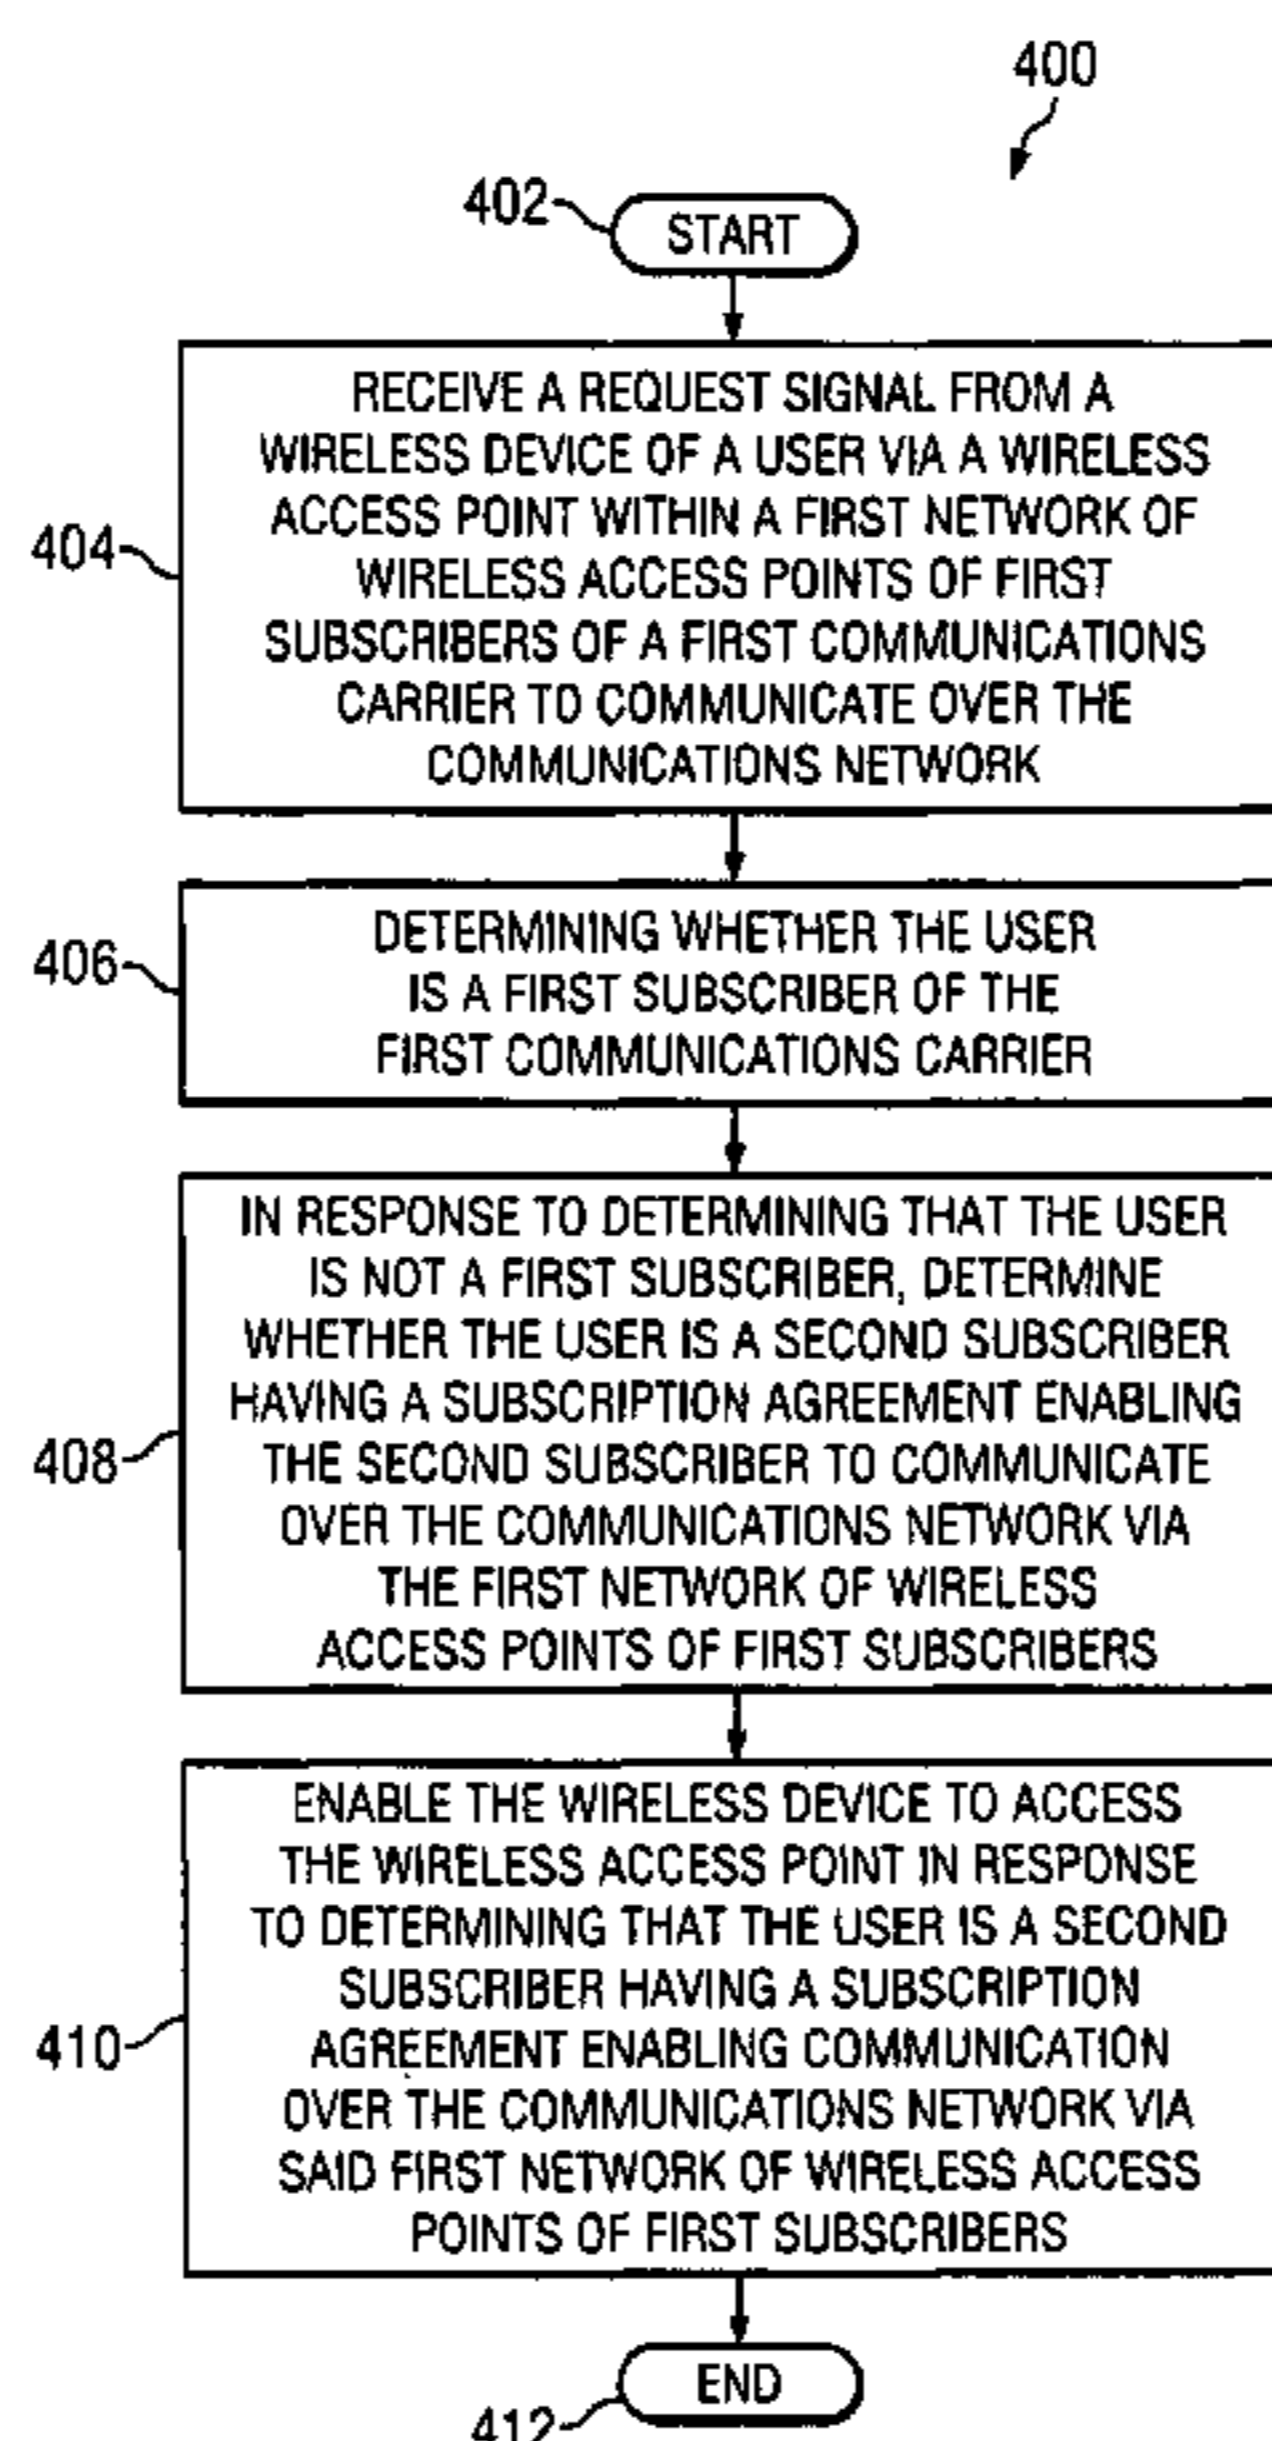 400
402
START
RECEIVE A REQUEST SIGNAL FROM A
WIRELESS DEVICE OF A USER VIA A WIRELESS
ACCESS POINT WITHIN A FIRST NETWORK OF
WIRELESS ACCESS POINTS OF FIRST
SUBSCRIBERS OF A FIRST COMMUNICATIONS
CARRIER TO COMMUNICATE OVER THE
COMMUNICATIONS NETWORK
404
DETERMINING WHETHER THE USER
IS A FIRST SUBSCRIBER OF THE
FIRST COMMUNICATIONS CARRIER
406
IN RESPONSE TO DETERMINING THAT THE USER
IS NOT A FIRST SUBSCRIBER, DETERMINE
WHETHER THE USER IS A SECOND SUBSCRIBER
HAVING A SUBSCRIPTION AGREEMENT ENABLING
THE SECOND SUBSCRIBER TO COMMUNICATE
OVER THE COMMUNICATIONS NETWORK VIA
THE FIRST NETWORK OF WIRELESS
ACCESS POINTS OF FIRST SUBSCRIBERS
408
ENABLE THE WIRELESS DEVICE TO ACCESS
THE WIRELESS ACCESS POINT IN RESPONSE
TO DETERMINING THAT THE USER IS A SECOND
SUBSCRIBER HAVING A SUBSCRIPTION
AGREEMENT ENABLING COMMUNICATION
OVER THE COMMUNICATIONS NETWORK VIA
SAID FIRST NETWORK OF WIRELESS ACCESS
POINTS OF FIRST SUBSCRIBERS
410
END
412